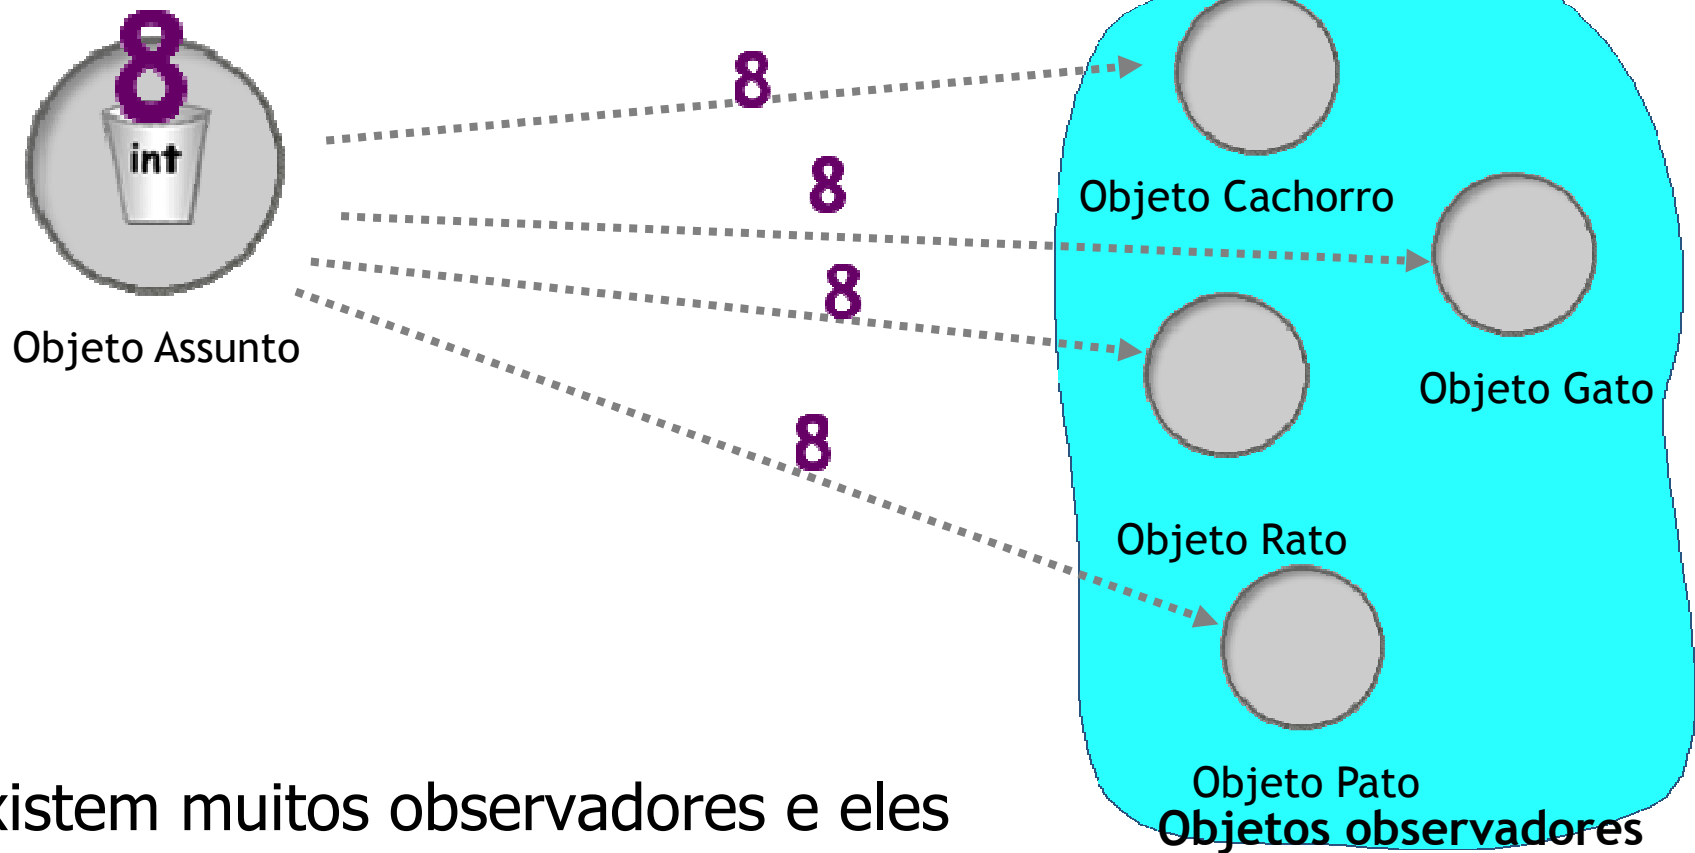 8
int
8
8
8
8
Objeto Assunto
Objeto Cachorro
Objeto Gato
Objeto Rato
Objeto Pato
Objetos observadores
xistem muitos observadores e eles